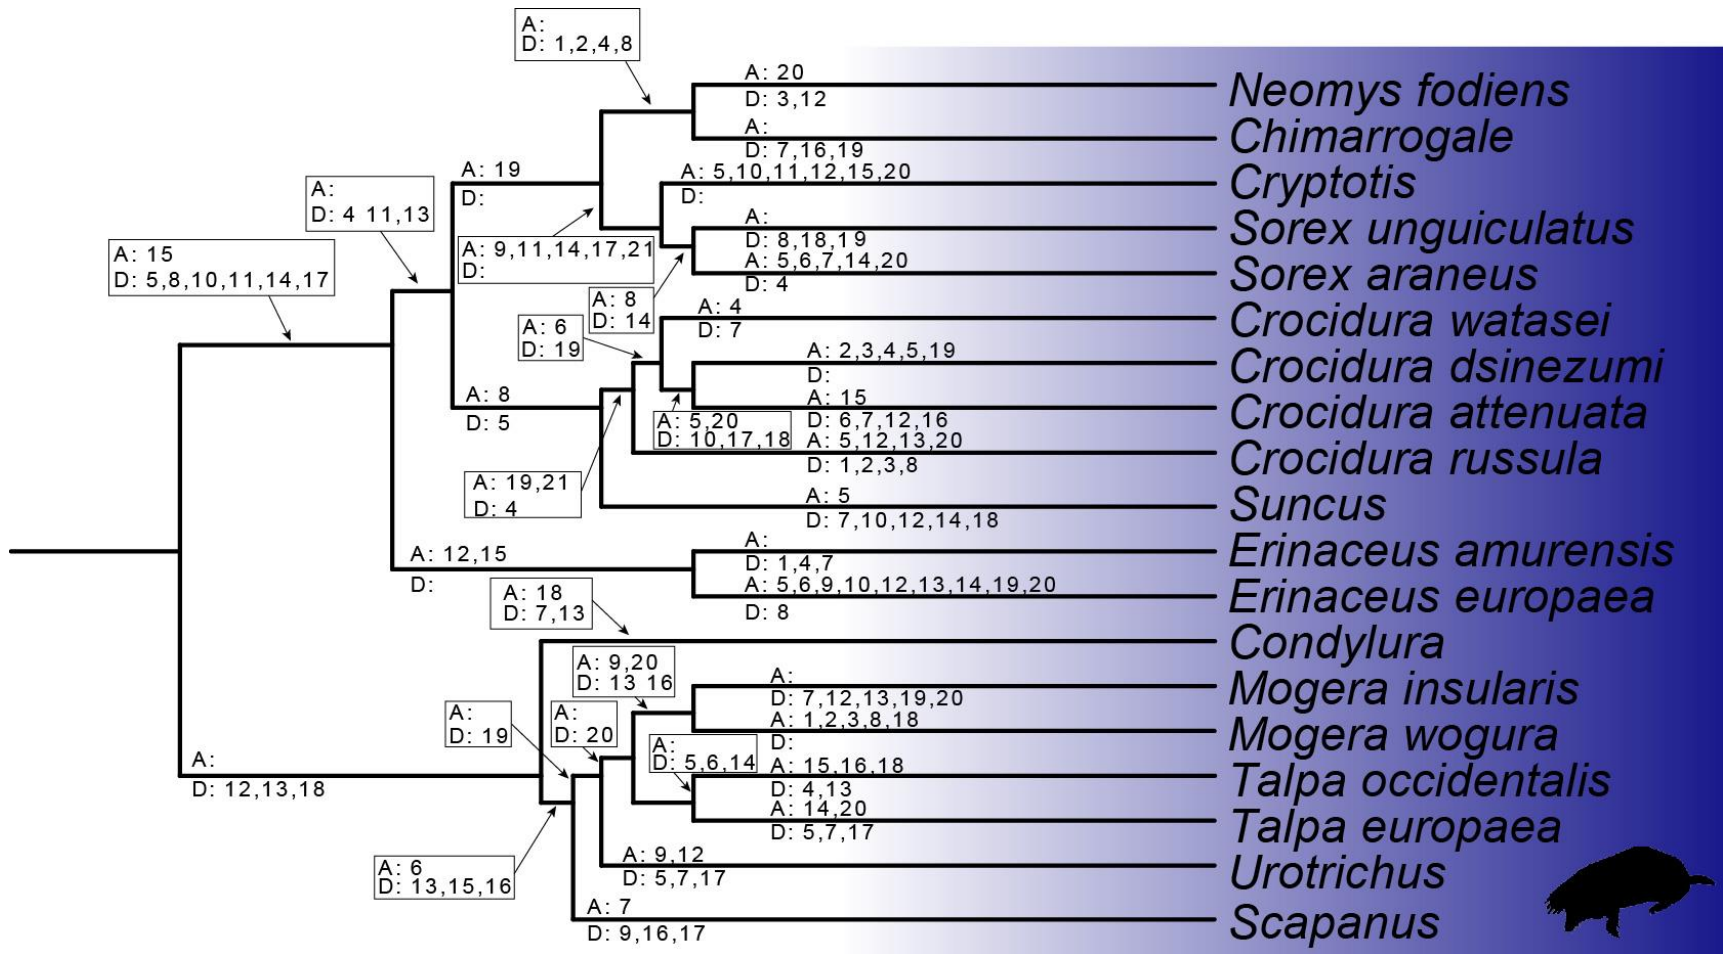 A:
D: 1,2,4,8
A: 20
D: 3,12
Neomys fodiens
A:
D: 7,16,19
Chimarrogale
A: 19
D:
A: 5,10,11,12,15,20
D:
Cryptotis
A:
D: 4 11,13
A:
D: 8,18,19
Sorex unguiculatus
A: 9,11,14,17,21
D:
A: 15
D: 5,8,10,11,14,17
A: 5,6,7,14,20
D: 4
Sorex araneus
A: 8
D: 14
A: 6
D: 19
A: 4
D: 7
Crocidura watasei
A: 2,3,4,5,19
D:
Crocidura dsinezumi
A: 8
D: 5
A: 15
D: 6,7,12,16
Crocidura attenuata
A: 5,20
D: 10,17,18
A: 5,12,13,20
D: 1,2,3,8
Crocidura russula
A: 19,21
D: 4
A: 5
D: 7,10,12,14,18
Suncus
A: 12,15
D:
A:
D: 1,4,7
Erinaceus amurensis
A: 5,6,9,10,12,13,14,19,20
D: 8
Erinaceus europaea
A: 18
D: 7,13
Condylura
A: 9,20
D: 13 16
A:
D: 7,12,13,19,20
Mogera insularis
A:
D: 19
A:
D: 20
A: 1,2,3,8,18
D:
Mogera wogura
A:
D: 5,6,14
A:
D: 12,13,18
A: 15,16,18
D: 4,13
Talpa occidentalis
A: 14,20
D: 5,7,17
Talpa europaea
A: 6
D: 13,15,16
A: 9,12
D: 5,7,17
Urotrichus
A: 7
D: 9,16,17
Scapanus